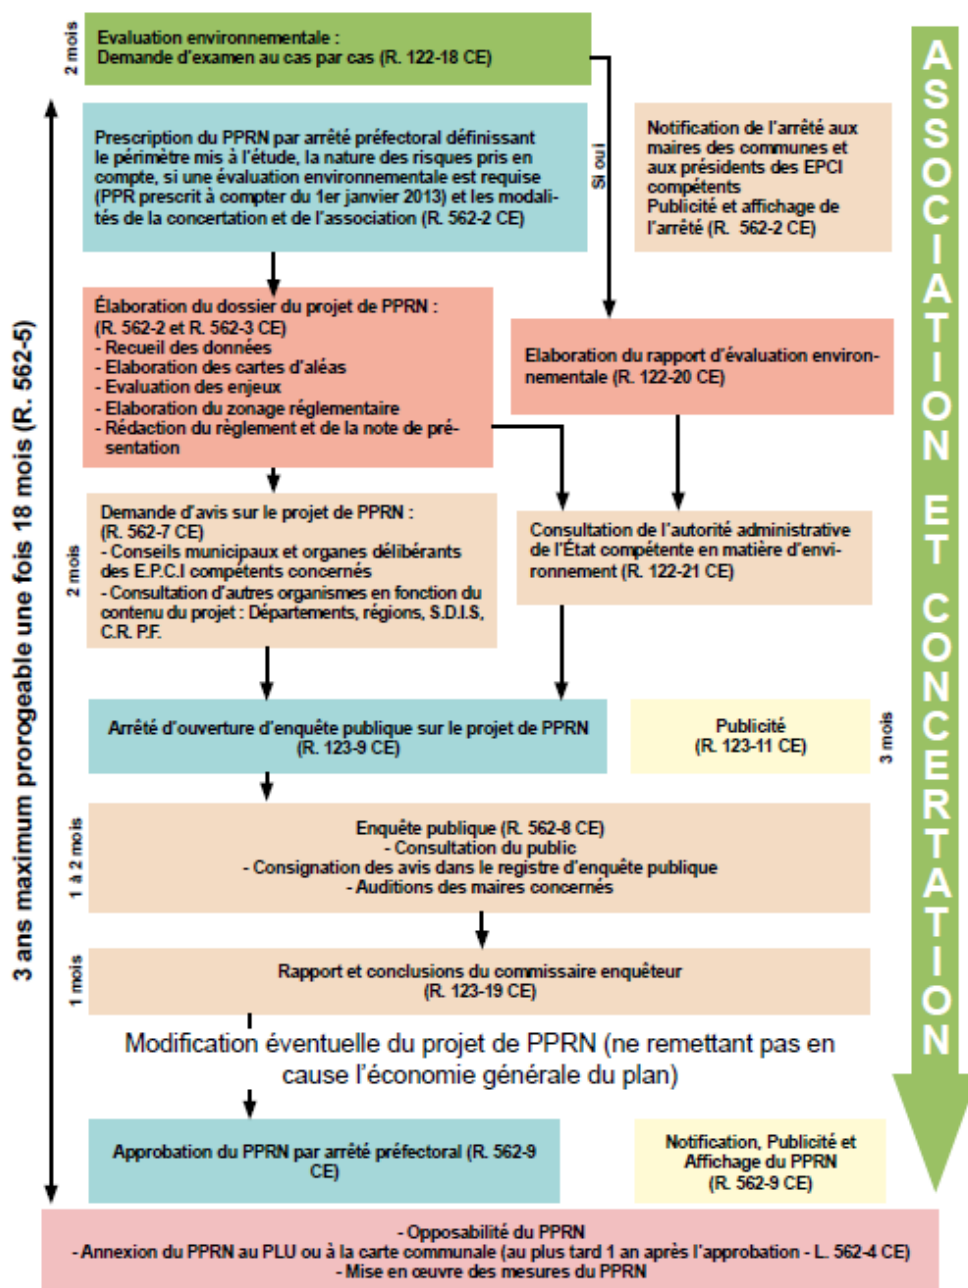 2 mois
Evaluation environnementale :
Demande d'examen au cas par cas (R. 122-18 CE)
Prescription du PPRN par arrêté préfectoral définissant
le périmètre mis à l'étude, la nature des risques pris en
compte, si une évaluation environnementale est requise
(PPR prescrit à compter du 1er janvier 2013) et les modali-
tés de la concertation et de l'association (R. 562-2 CE)
Si oui
Notification de l'arrêté aux
maires des communes et
aux présidents des EPCI
compétents
Publicité et affichage de
l'arrêté (R. 562-2 CE)
Élaboration du dossier du projet de PPRN :
(R. 562-2 et R. 562-3 CE)
- Recueil des données
- Elaboration des cartes d'aléas
- Evaluation des enjeux
- Elaboration du zonage réglementaire
- Rédaction du règlement et de la note de pré-
sentation
Elaboration du rapport d'évaluation environ-
nementale (R. 122-20 CE)
2 mois
Demande d'avis sur le projet de PPRN :
(R. 562-7 CE)
- Conseils municipaux et organes délibérants
des E.P.C.I compétents concernés
- Consultation d'autres organismes en fonction du
contenu du projet : Départements, régions, S.D.I.S,
C.R. P.F.
Consultation de l'autorité administrative
de l'État compétente en matière d'envi-
ronnement (R. 122-21 CE)
Arrêté d'ouverture d'enquête publique sur le projet de PPRN
(R. 123-9 CE)
Publicité
(R. 123-11 CE)
3 mois
1 à 2 mois
Enquête publique (R. 562-8 CE)
- Consultation du public
- Consignation des avis dans le registre d'enquête publique
- Auditions des maires concernés
1 mois
Rapport et conclusions du commissaire enquêteur
(R. 123-19 CE)
Modification éventuelle du projet de PPRN (ne remettant pas en
cause l'économie générale du plan)
Approbation du PPRN par arrêté préfectoral (R. 562-9
CE)
Notification, Publicité et
Affichage du PPRN
(R. 562-9 CE)
- Opposabilité du PPRN
- Annexion du PPRN au PLU ou à la carte communale (au plus tard 1 an après l'approbation - L. 562-4 CE)
- Mise en œuvre des mesures du PPRN
3 ans maximum prorogeable une fois 18 mois (R. 562-5)
ASSOCIATION ET CONCERTATION